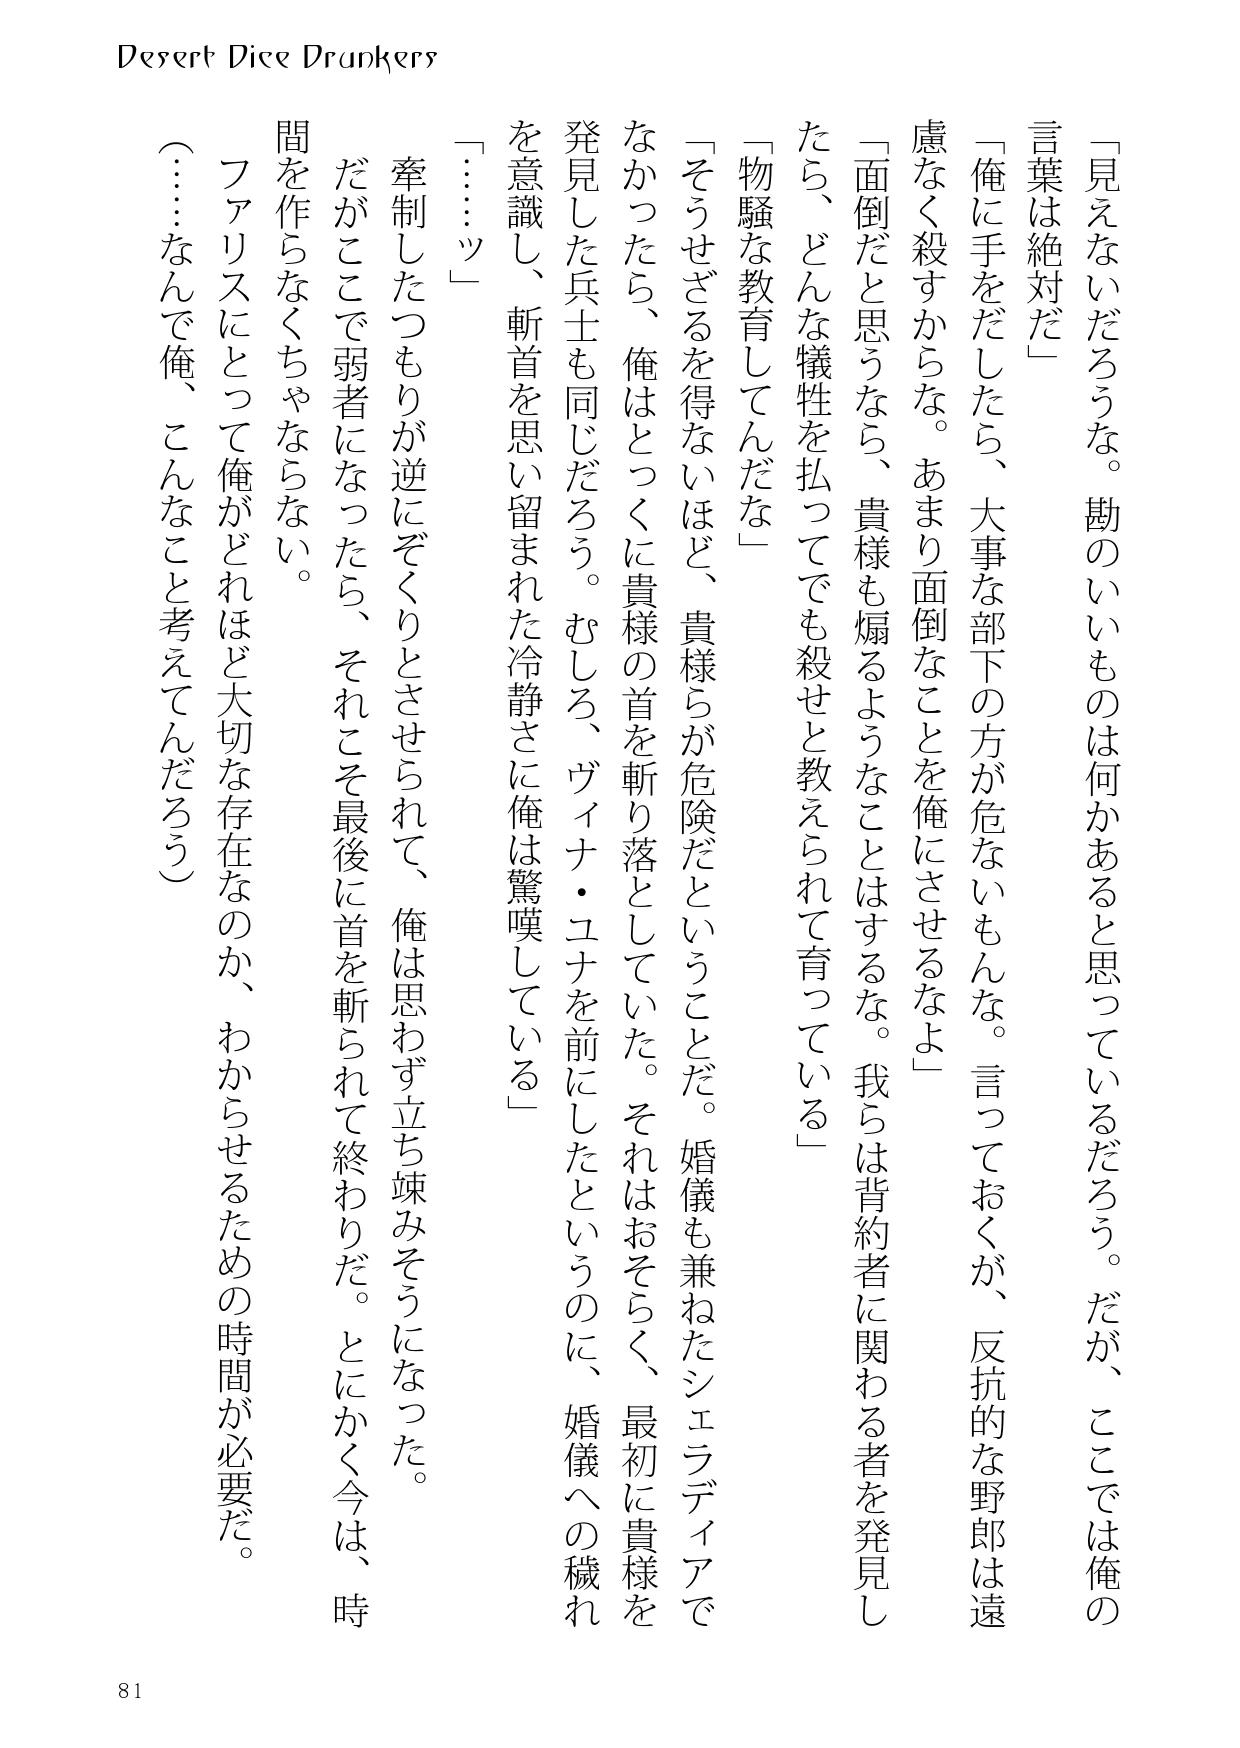 Desert Dice Drunkers
「見えないだろうな。勘のいいものは何かあると思っているだろう。だが、ここでは俺の
言葉は絶対だ」
「俺に手をだしたら、大事な部下の方が危ないもんな。言っておくが、反抗的な野郎は遠
慮なく殺すからな。あまり面倒なことを俺にさせるなよ」
「面倒だと思うなら、貴様も煽るようなことはするな。我らは背約者に関わる者を発見し
たら、どんな犠牲を払ってでも殺せと教えられて育っている」
「物騒な教育してんだな」
「そうせざるを得ないほど、貴様らが危険だということだ。婚儀も兼ねたシェラディアで
なかったら、俺はとっくに貴様の首を斬り落としていた。それはおそらく、最初に貴様を
発見した兵士も同じだろう。むしろ、ヴィナ・ユナを前にしたというのに、婚儀への穢れ
を意識し、斬首を思い留まれた冷静さに俺は驚嘆している」
「……ッ」
牽制したつもりが逆にぞくりとさせられて、俺は思わず立ち竦みそうになった。
だがここで弱者になったら、それこそ最後に首を斬られて終わりだ。とにかく今は、時
間を作らなくちゃならない。
ファリスにとって俺がどれほど大切な存在なのか、わからせるための時間が必要だ。
（……なんで俺、こんなこと考えてんだろう）
81